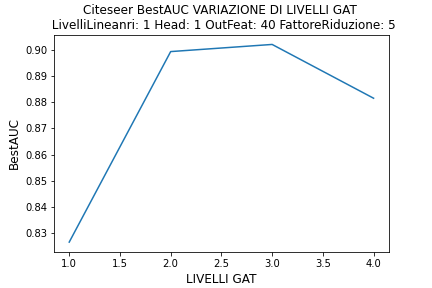 Citeseer BestAUC VARIAZIONE DI LIVELLI GAT
LivelliLineanri: 1 Head: 1 OutFeat: 40 FattoreRiduzione: 5
0.90
0.89
0.88
0.87
0.86
0.85
0.84
0.83
BestAUC
1.0 1.5 2.0 2.5 3.0 3.5 4.0
LIVELLI GAT